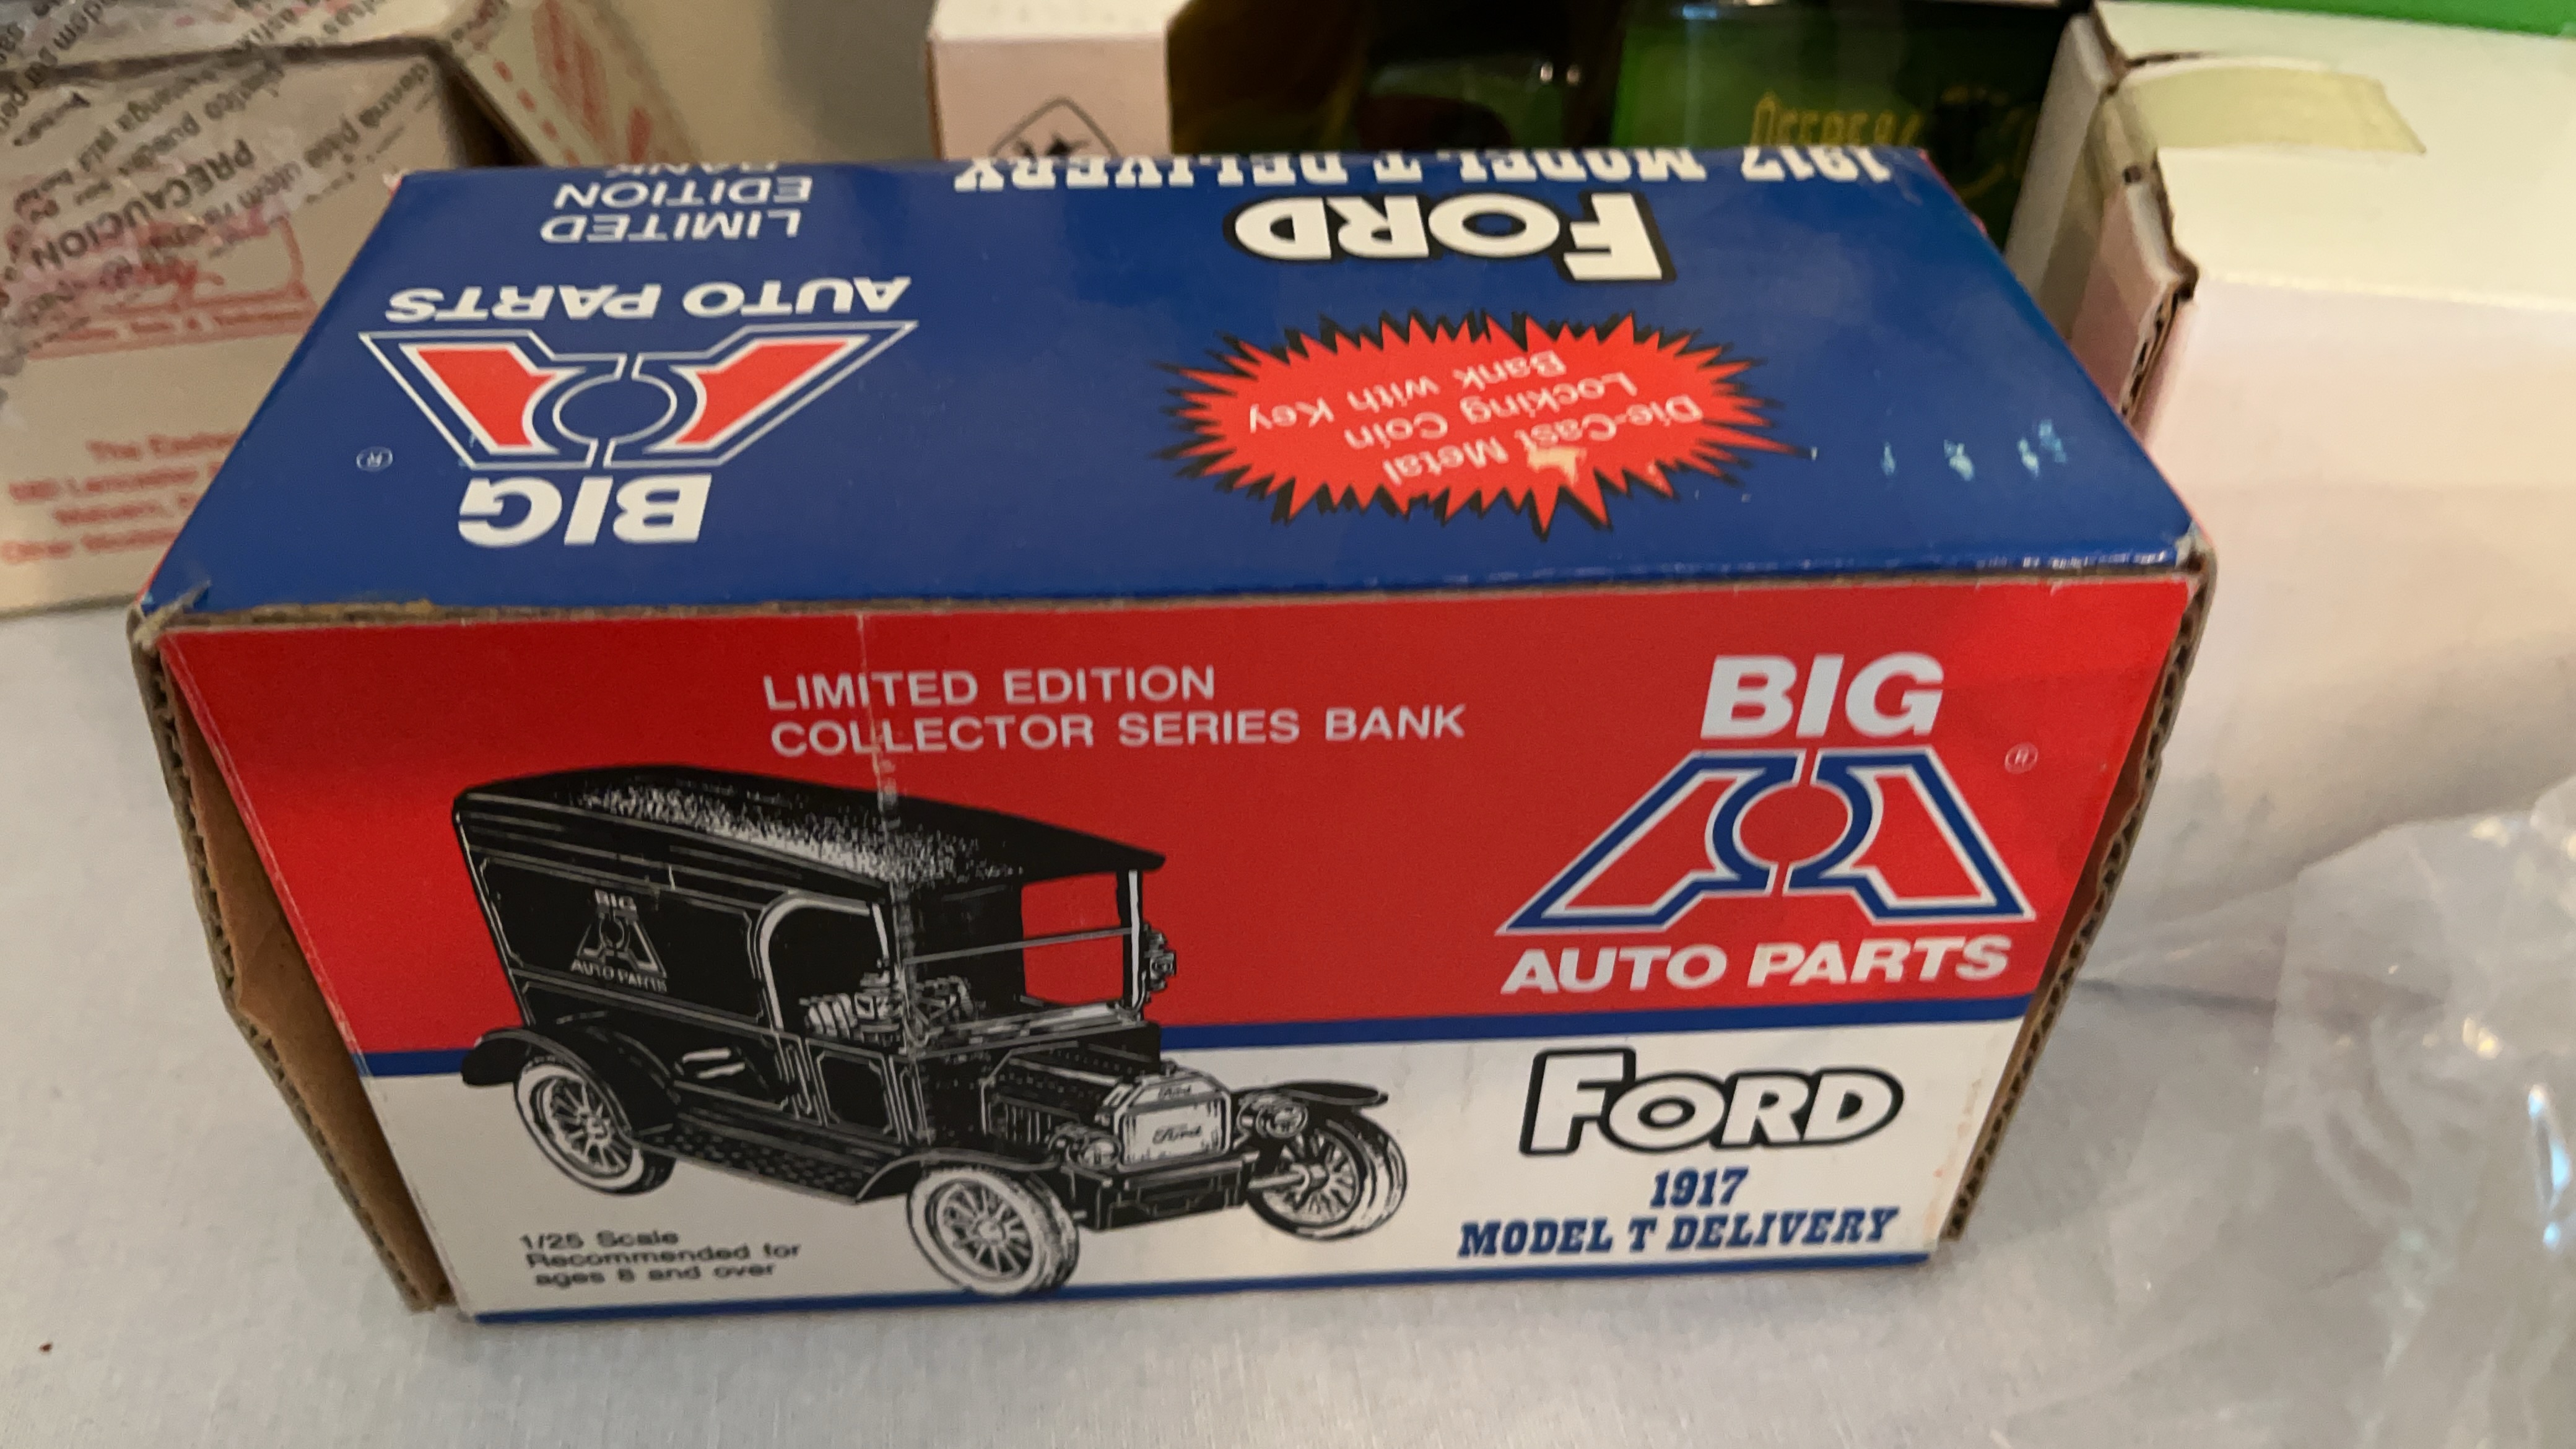 PRECAUCION
1917 MODEL T DELIVERY
FORD
Die-Cast Metal
Locking Coin
Bank with Key
LIMITED
EDITION
BANK
BIG
AUTO PARTS
®
LIMITED EDITION
COLLECTOR SERIES BANK
BIG
®
AUTO PARTS
BIG
AUTO PARTS
Ford
Ford
FORD
1917
MODEL T DELIVERY
1/25 Scale
Recommended for
ages 8 and over